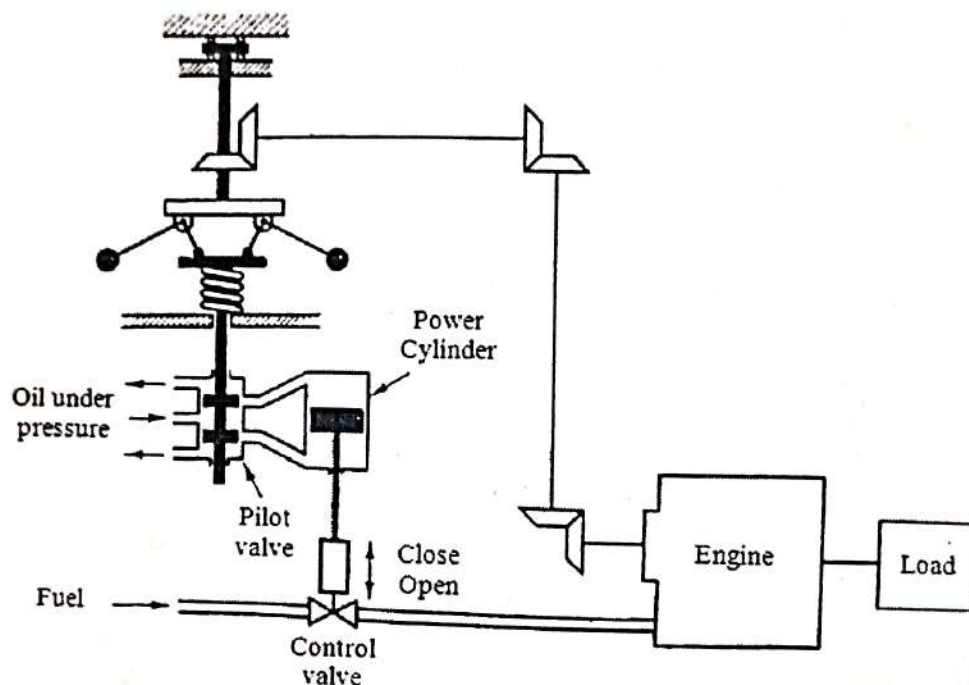 Power
Cylinder
Oil under
pressure
Pilot
valve
Close
Open
Engine
Load
Fuel
Control
valve